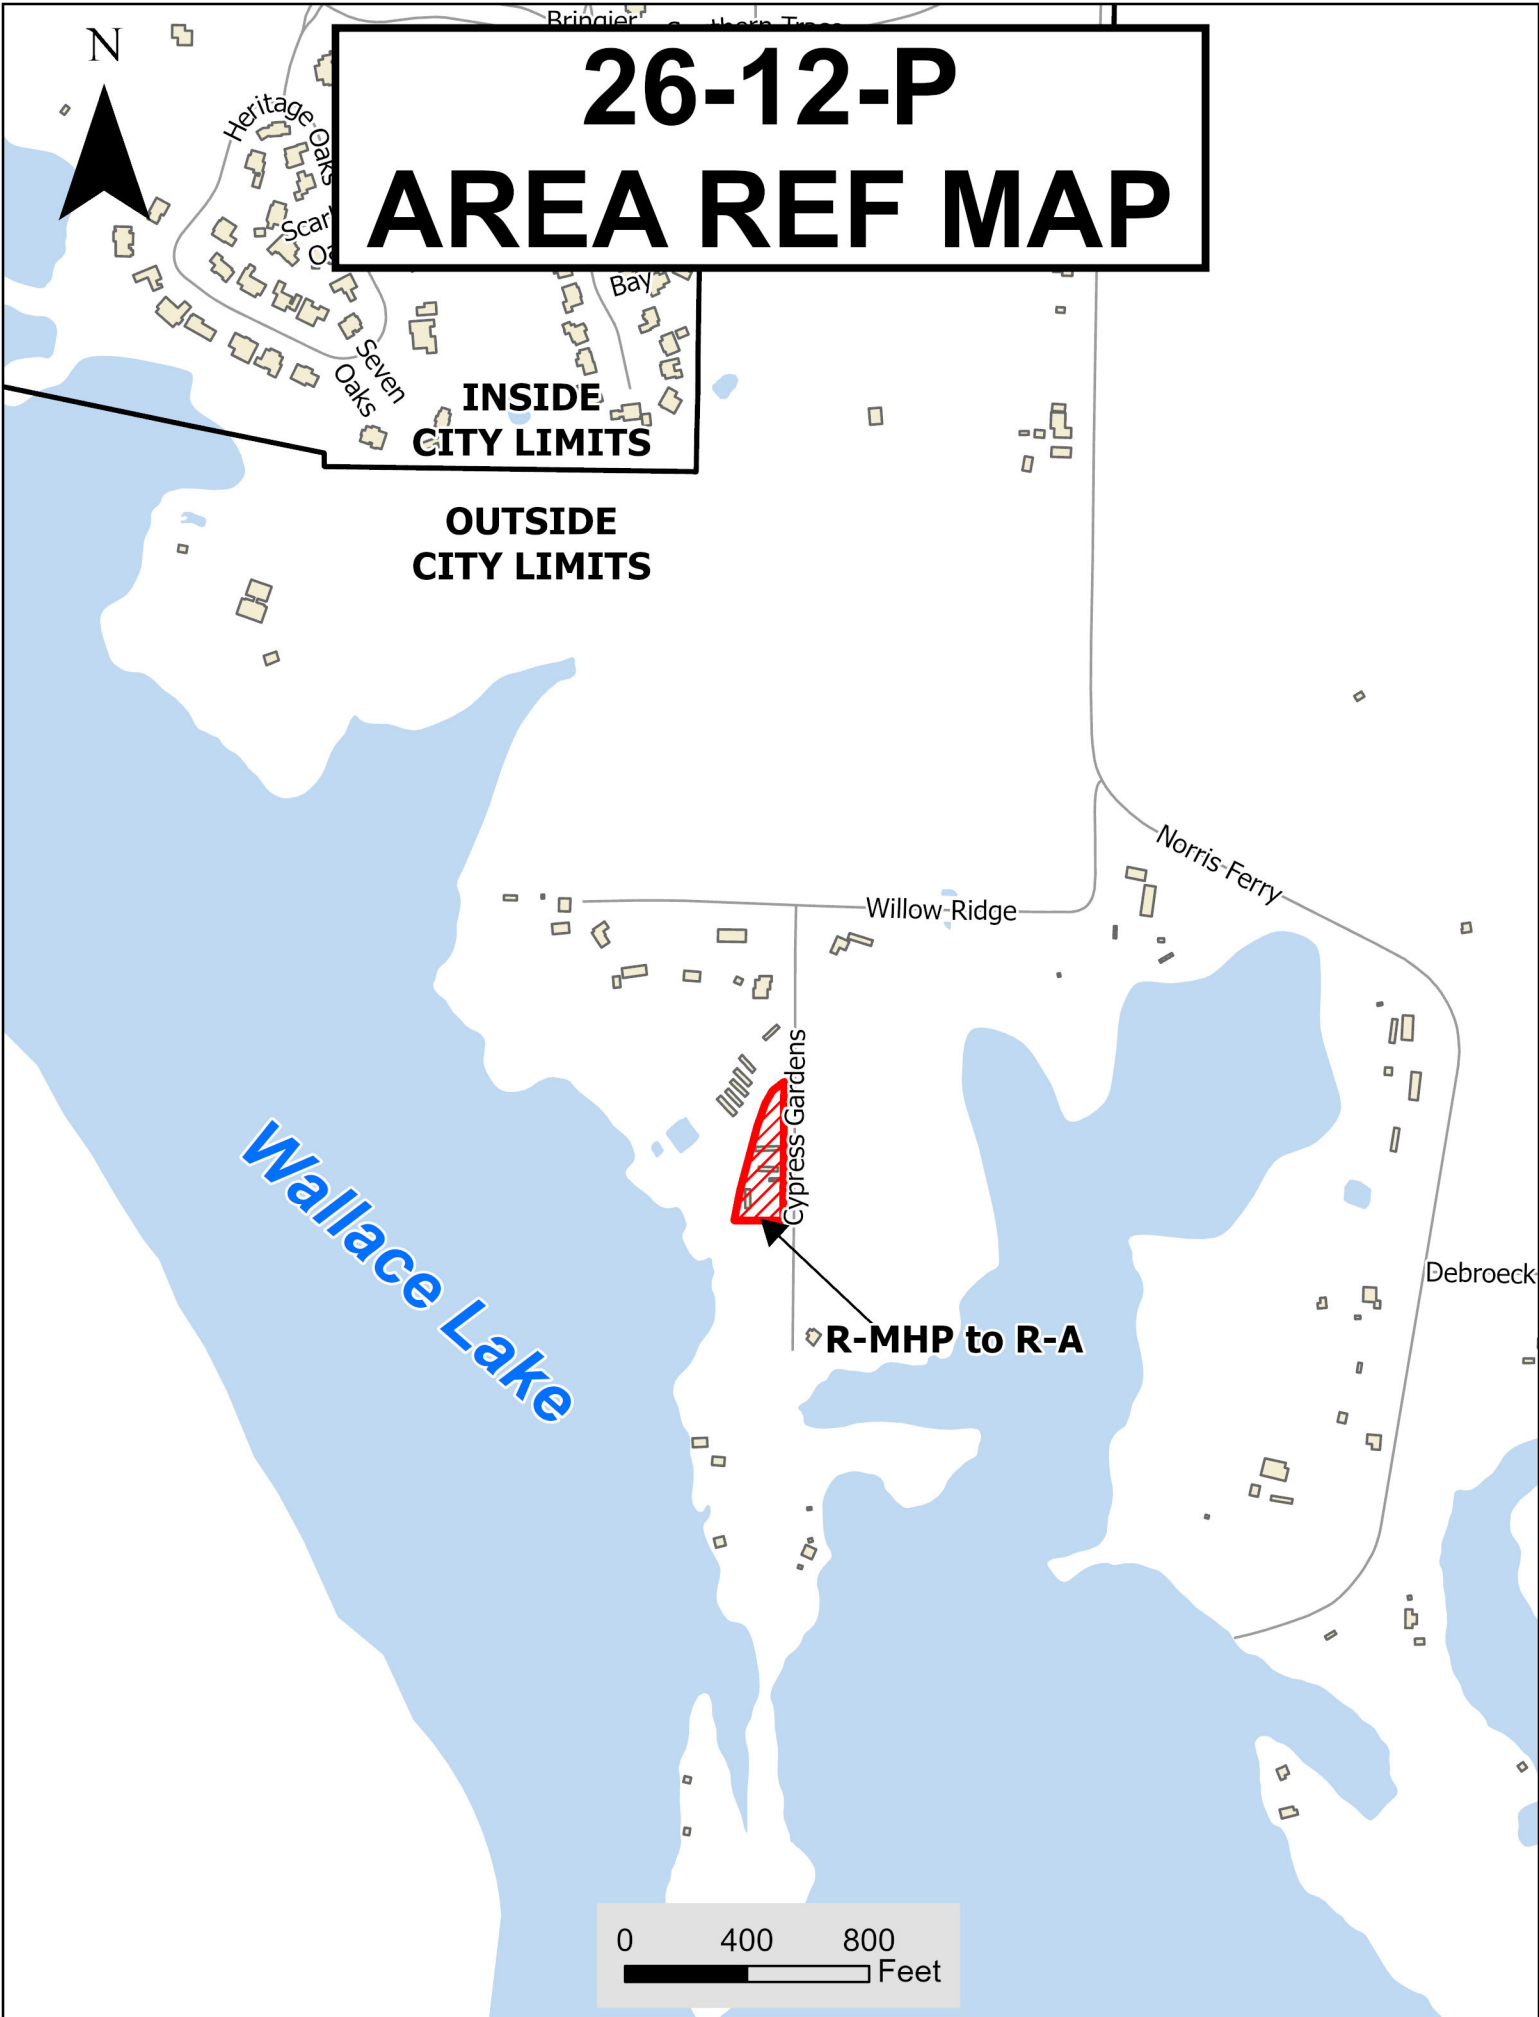 Bringier
N
26-12-P
AREA REF MAP
Heritage Oaks
Bay
Seven
Oaks
INSIDE
CITY LIMITS
OUTSIDE
CITY LIMITS
Norris Ferry
Willow Ridge
Cypress Gardens
Wallace Lake
Debroeck
R-MHP to R-A
0 400 800
Feet